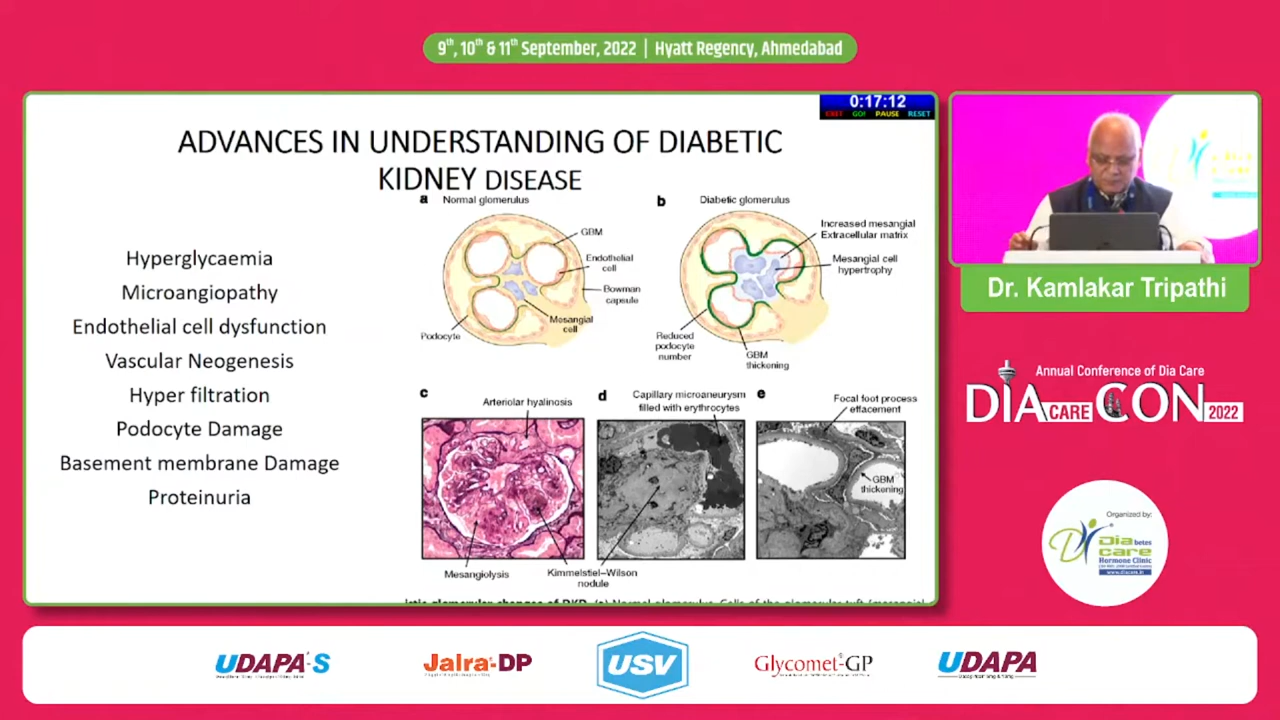 9th, 10th & 11th September, 2022 | Hyatt Regency, Ahmedabad
0:17:12
EXIT GO! PAUSE RESET
ADVANCES IN UNDERSTANDING OF DIABETIC
KIDNEY DISEASE
Hyperglycaemia
Microangiopathy
Endothelial cell dysfunction
Vascular Neogenesis
Hyper filtration
Podocyte Damage
Basement membrane Damage
Proteinuria
a Normal glomerulus
GBM
Endothelial
cell
Bowman
capsule
Mesangial
cell
Podocyte
b Diabetic glomerulus
Increased mesangial
Extracellular matrix
Mesangial cell
hypertrophy
Reduced
podocyte
number
GBM
thickening
c
Arteriolar hyalinosis
Mesangiolysis
Kimmelstiel–Wilson
nodule
d
Capillary microaneurysm
filled with erythrocytes
e
Focal foot process
effacement
GBM
thickening
Dr. Kamlakar Tripathi
Annual Conference of Dia Care
DIA CARE CON 2022
Organized by:
Diabetes
care
Hormone Clinic
UDAPA-S
Jalra-DP
USV
Glycomet-GP
UDAPA